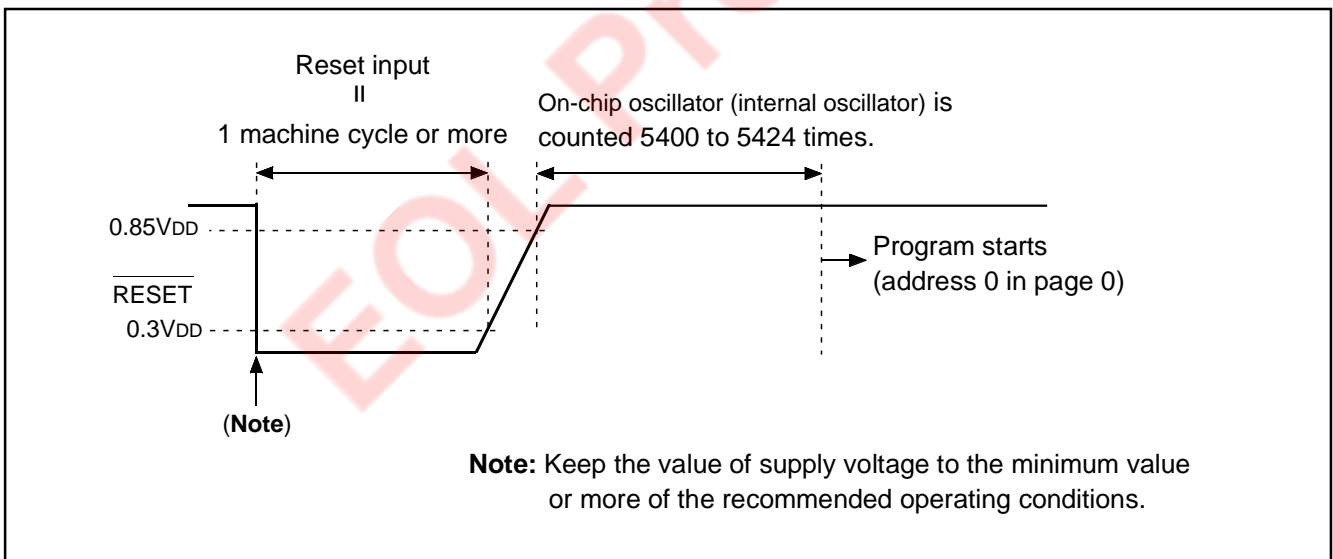 Reset input
=
1 machine cycle or more
On-chip oscillator (internal oscillator) is
counted 5400 to 5424 times.
0.85VDD
Program starts
(address 0 in page 0)
RESET
0.3VDD
(Note)
Note: Keep the value of supply voltage to the minimum value
or more of the recommended operating conditions.
EOL Pr